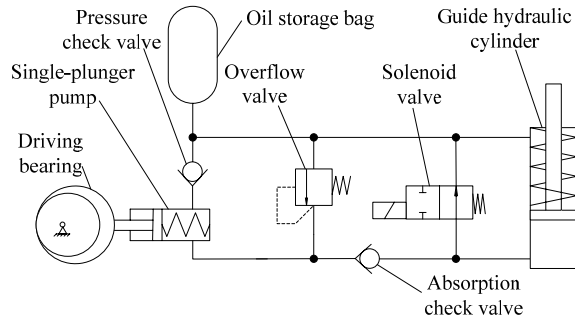 Pressure
check valve
Oil storage bag
Guide hydraulic
cylinder
Single-plunger
pump
Overflow
valve
Solenoid
valve
Driving
bearing
Absorption
check valve